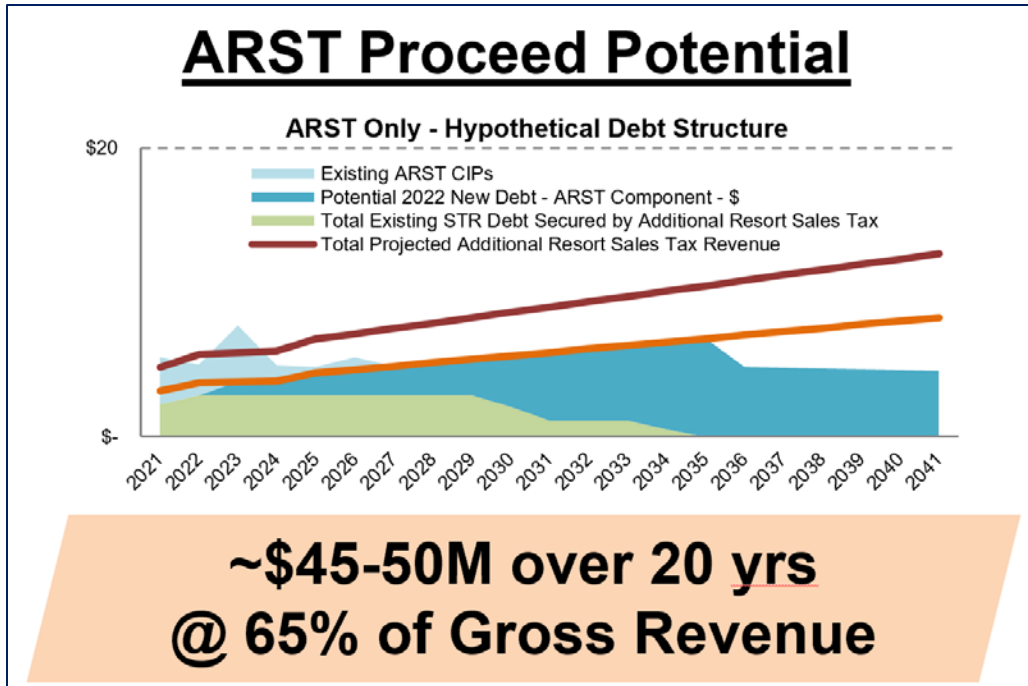 ARST Proceed Potential
ARST Only - Hypothetical Debt Structure
$20
Existing ARST CIPs
Potential 2022 New Debt - ARST Component - $
Total Existing STR Debt Secured by Additional Resort Sales Tax
Total Projected Additional Resort Sales Tax Revenue
$-
2021
2022
2023
2024
2025
2026
2027
2028
2029
2030
2031
2032
2033
2034
2035
2036
2037
2038
2039
2040
2041
~$45-50M over 20 yrs
@ 65% of Gross Revenue